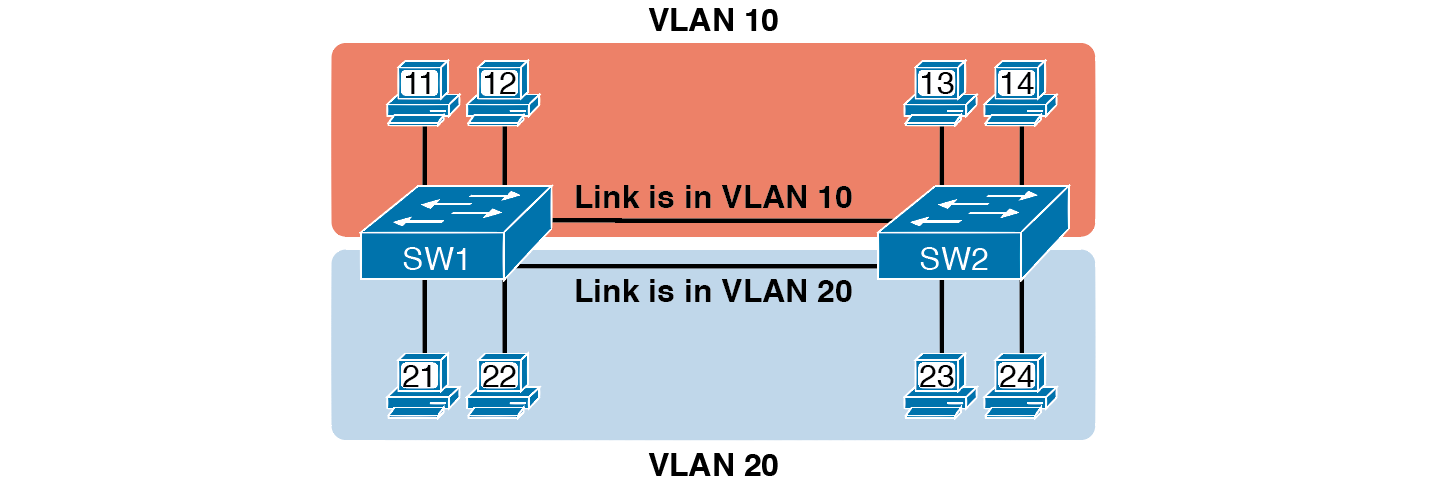 VLAN 10
11 12 13 14
Link is in VLAN 10
SW1 SW2
Link is in VLAN 20
21 22 23 24
VLAN 20